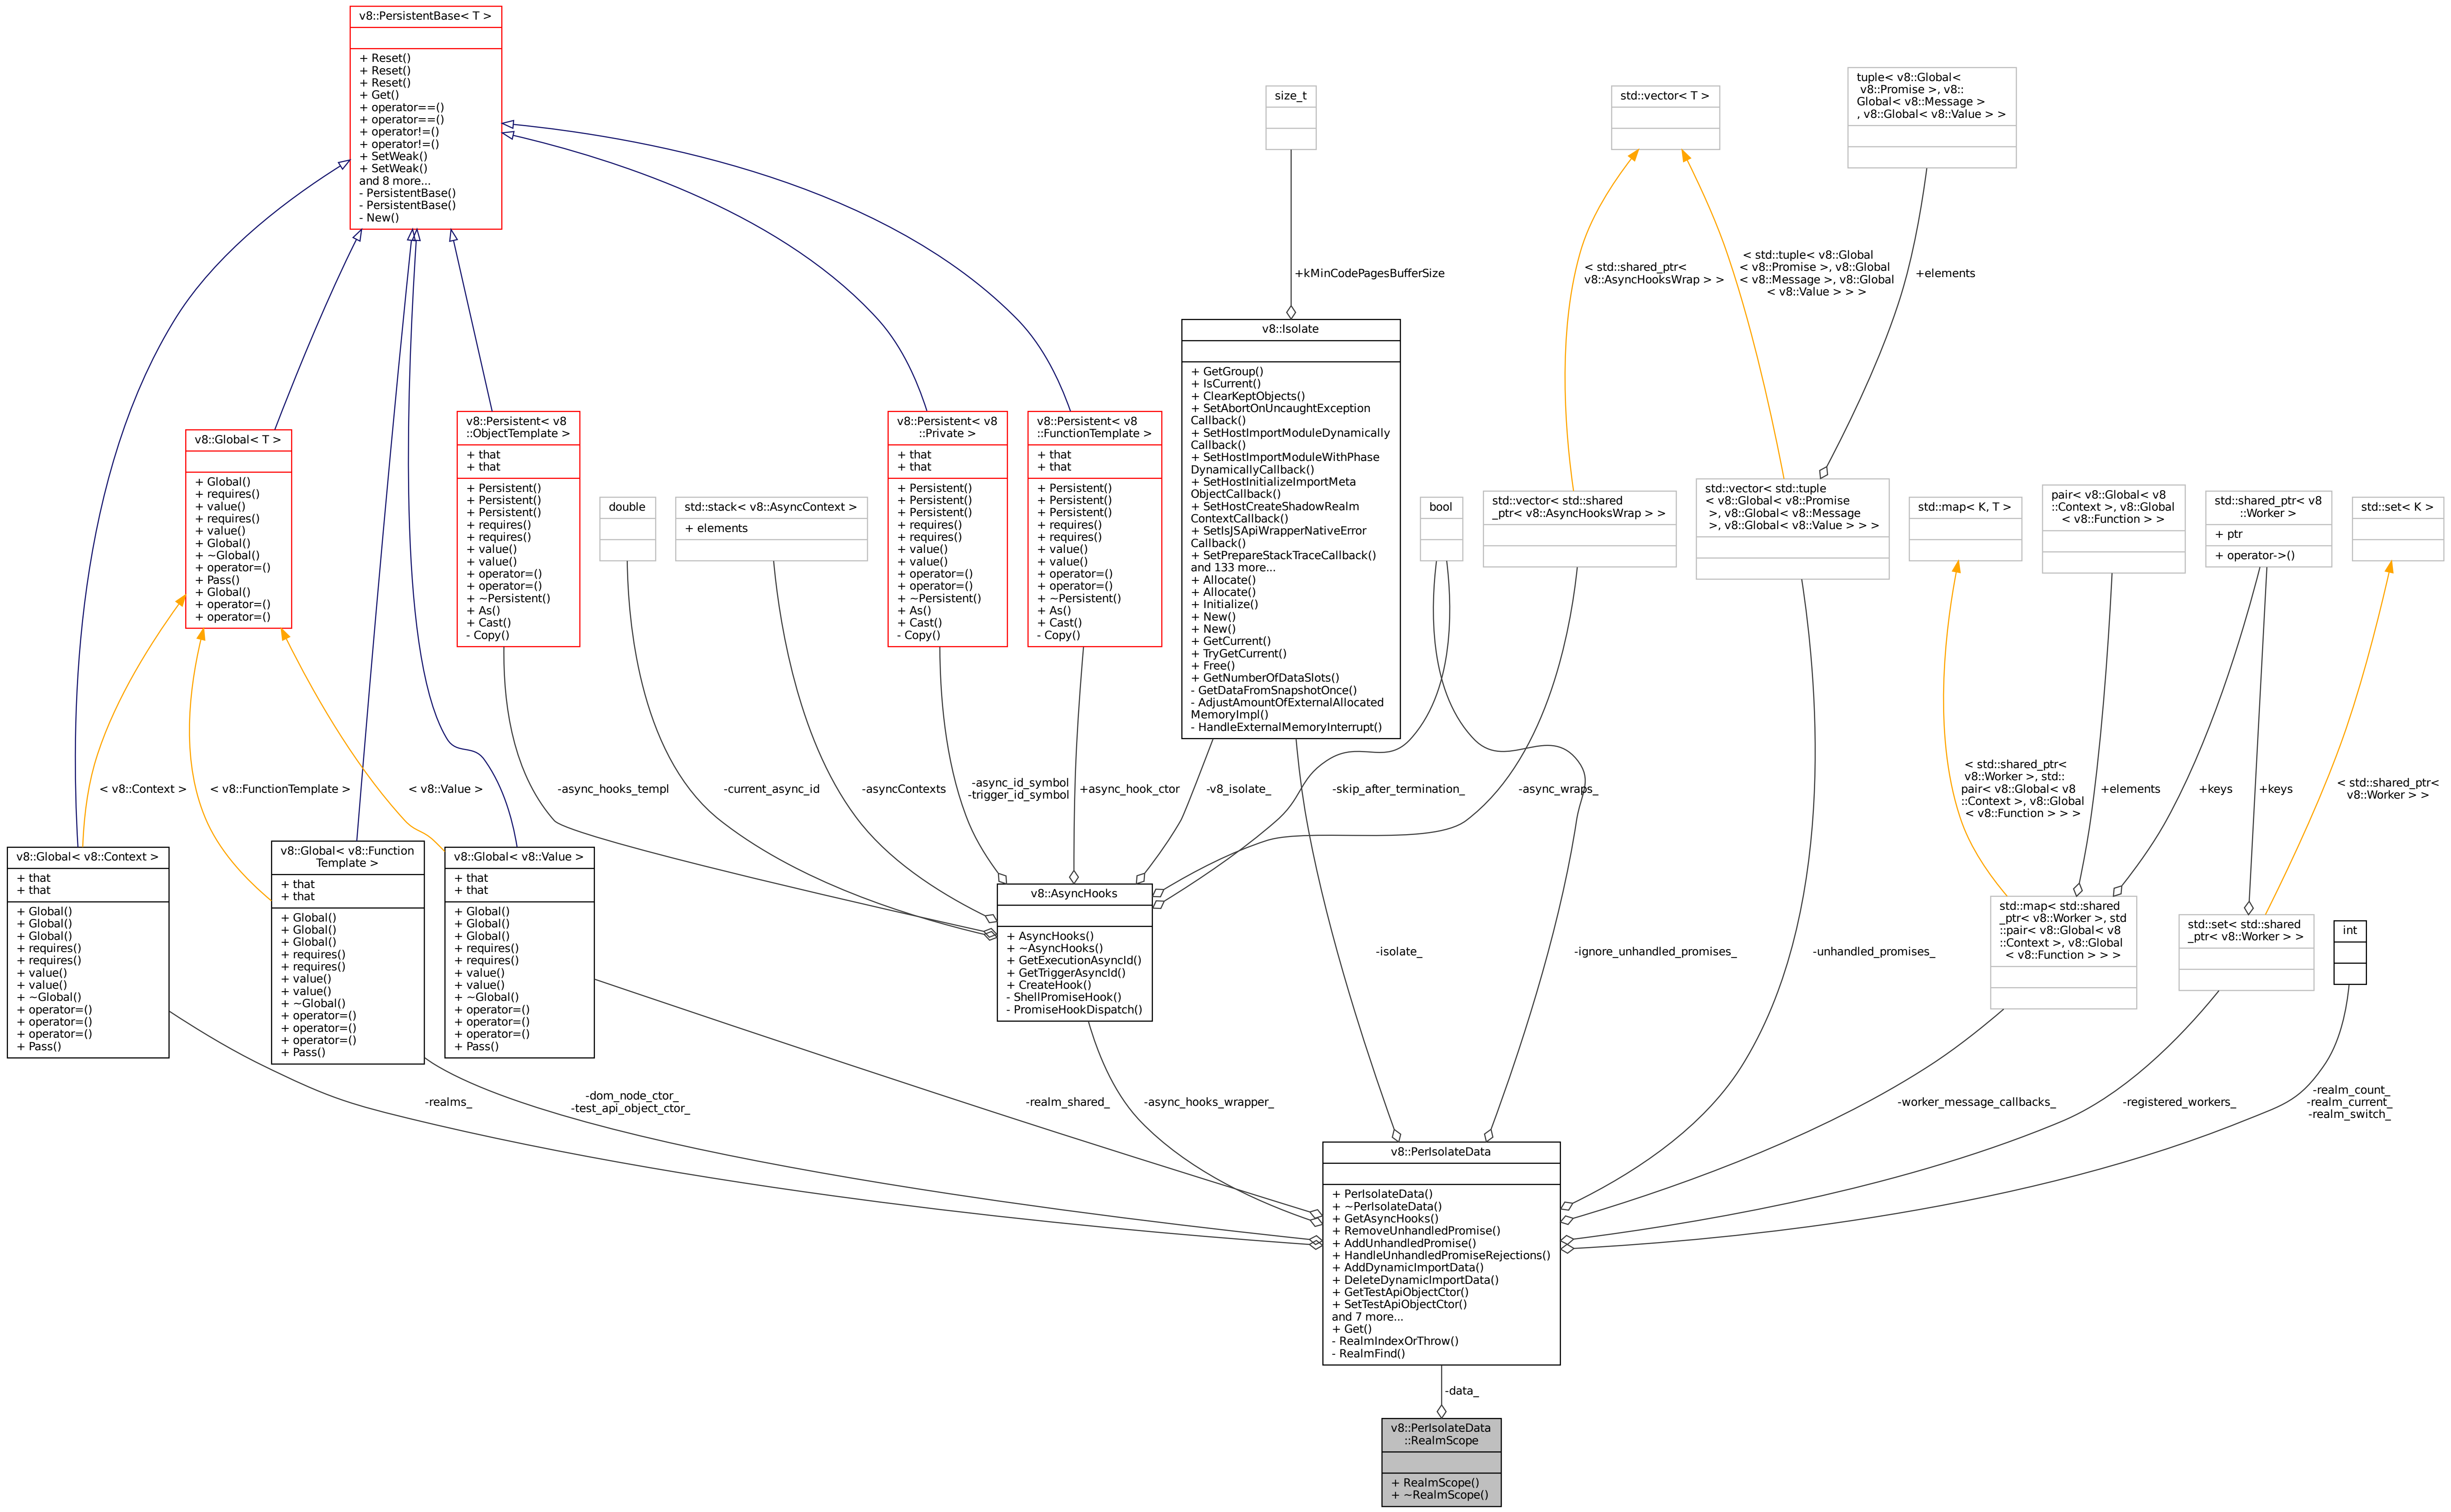 v8::PersistentBase< T >
+ Reset()
+ Reset()
+ Reset()
+ Get()
+ operator==()
+ operator==()
+ operator!=()
+ operator!=()
+ SetWeak()
+ SetWeak()
and 8 more...
- PersistentBase()
- PersistentBase()
- New()
size_t
std::vector< T >
tuple< v8::Global<
v8::Promise >, v8::
Global< v8::Message >
, v8::Global< v8::Value > >
+kMinCodePagesBufferSize
< std::shared_ptr<
v8::AsyncHooksWrap > >
< std::tuple< v8::Global
< v8::Promise >, v8::Global
< v8::Message >, v8::Global
< v8::Value > > >
+elements
v8::Global< T >
+ Global()
+ requires()
+ value()
+ requires()
+ value()
+ Global()
+ ~Global()
+ operator=()
+ Pass()
+ Global()
+ operator=()
+ operator=()
v8::Persistent< v8
::ObjectTemplate >
+ that
+ that
+ Persistent()
+ Persistent()
+ Persistent()
+ requires()
+ requires()
+ value()
+ value()
+ operator=()
+ operator=()
+ ~Persistent()
+ As()
+ Cast()
- Copy()
double
std::stack< v8::AsyncContext >
+ elements
v8::Persistent< v8
::Private >
+ that
+ that
+ Persistent()
+ Persistent()
+ Persistent()
+ requires()
+ requires()
+ value()
+ value()
+ operator=()
+ operator=()
+ ~Persistent()
+ As()
+ Cast()
- Copy()
v8::Persistent< v8
::FunctionTemplate >
+ that
+ that
+ Persistent()
+ Persistent()
+ Persistent()
+ requires()
+ requires()
+ value()
+ value()
+ operator=()
+ operator=()
+ ~Persistent()
+ As()
+ Cast()
- Copy()
v8::Isolate
+ GetGroup()
+ IsCurrent()
+ ClearKeptObjects()
+ SetAbortOnUncaughtException
Callback()
+ SetHostImportModuleDynamically
Callback()
+ SetHostImportModuleWithPhase
DynamicallyCallback()
+ SetHostInitializeImportMeta
ObjectCallback()
+ SetHostCreateShadowRealm
ContextCallback()
+ SetIsJSApiWrapperNativeError
Callback()
+ SetPrepareStackTraceCallback()
and 133 more...
+ Allocate()
+ Allocate()
+ Initialize()
+ New()
+ New()
+ GetCurrent()
+ TryGetCurrent()
+ Free()
+ GetNumberOfDataSlots()
- GetDataFromSnapshotOnce()
- AdjustAmountOfExternalAllocated
MemoryImpl()
- HandleExternalMemoryInterrupt()
bool
std::vector< std::shared
_ptr< v8::AsyncHooksWrap > >
std::vector< std::tuple
< v8::Global< v8::Promise
>, v8::Global< v8::Message
>, v8::Global< v8::Value > > >
std::map< K, T >
pair< v8::Global< v8
::Context >, v8::Global
< v8::Function > >
std::shared_ptr< v8
::Worker >
+ ptr
+ operator->()
std::set< K >
< v8::Context >
< v8::FunctionTemplate >
< v8::Value >
-async_hooks_templ
-current_async_id
-asyncContexts
-async_id_symbol
-trigger_id_symbol
+async_hook_ctor
-v8_isolate_
-skip_after_termination_
-async_wraps_
< std::shared_ptr<
v8::Worker >, std::
pair< v8::Global< v8
::Context >, v8::Global
< v8::Function > > >
+elements
+keys
+keys
< std::shared_ptr<
v8::Worker > >
v8::Global< v8::Context >
+ that
+ that
+ Global()
+ Global()
+ Global()
+ requires()
+ requires()
+ value()
+ value()
+ ~Global()
+ operator=()
+ operator=()
+ operator=()
+ Pass()
v8::Global< v8::Function
Template >
+ that
+ that
+ Global()
+ Global()
+ Global()
+ requires()
+ requires()
+ value()
+ value()
+ ~Global()
+ operator=()
+ operator=()
+ operator=()
+ Pass()
v8::Global< v8::Value >
+ that
+ that
+ Global()
+ Global()
+ Global()
+ requires()
+ requires()
+ value()
+ value()
+ ~Global()
+ operator=()
+ operator=()
+ operator=()
+ Pass()
v8::AsyncHooks
+ AsyncHooks()
+ ~AsyncHooks()
+ GetExecutionAsyncId()
+ GetTriggerAsyncId()
+ CreateHook()
- ShellPromiseHook()
- PromiseHookDispatch()
-isolate_
-ignore_unhandled_promises_
-unhandled_promises_
std::map< std::shared
_ptr< v8::Worker >, std
::pair< v8::Global< v8
::Context >, v8::Global
< v8::Function > > >
std::set< std::shared
_ptr< v8::Worker > >
int
-realms_
-dom_node_ctor_
-test_api_object_ctor_
-realm_shared_
-async_hooks_wrapper_
-worker_message_callbacks_
-registered_workers_
-realm_count_
-realm_current_
-realm_switch_
v8::PerIsolateData
+ PerIsolateData()
+ ~PerIsolateData()
+ GetAsyncHooks()
+ RemoveUnhandledPromise()
+ AddUnhandledPromise()
+ HandleUnhandledPromiseRejections()
+ AddDynamicImportData()
+ DeleteDynamicImportData()
+ GetTestApiObjectCtor()
+ SetTestApiObjectCtor()
and 7 more...
+ Get()
- RealmIndexOrThrow()
- RealmFind()
-data_
v8::PerIsolateData
::RealmScope
+ RealmScope()
+ ~RealmScope()